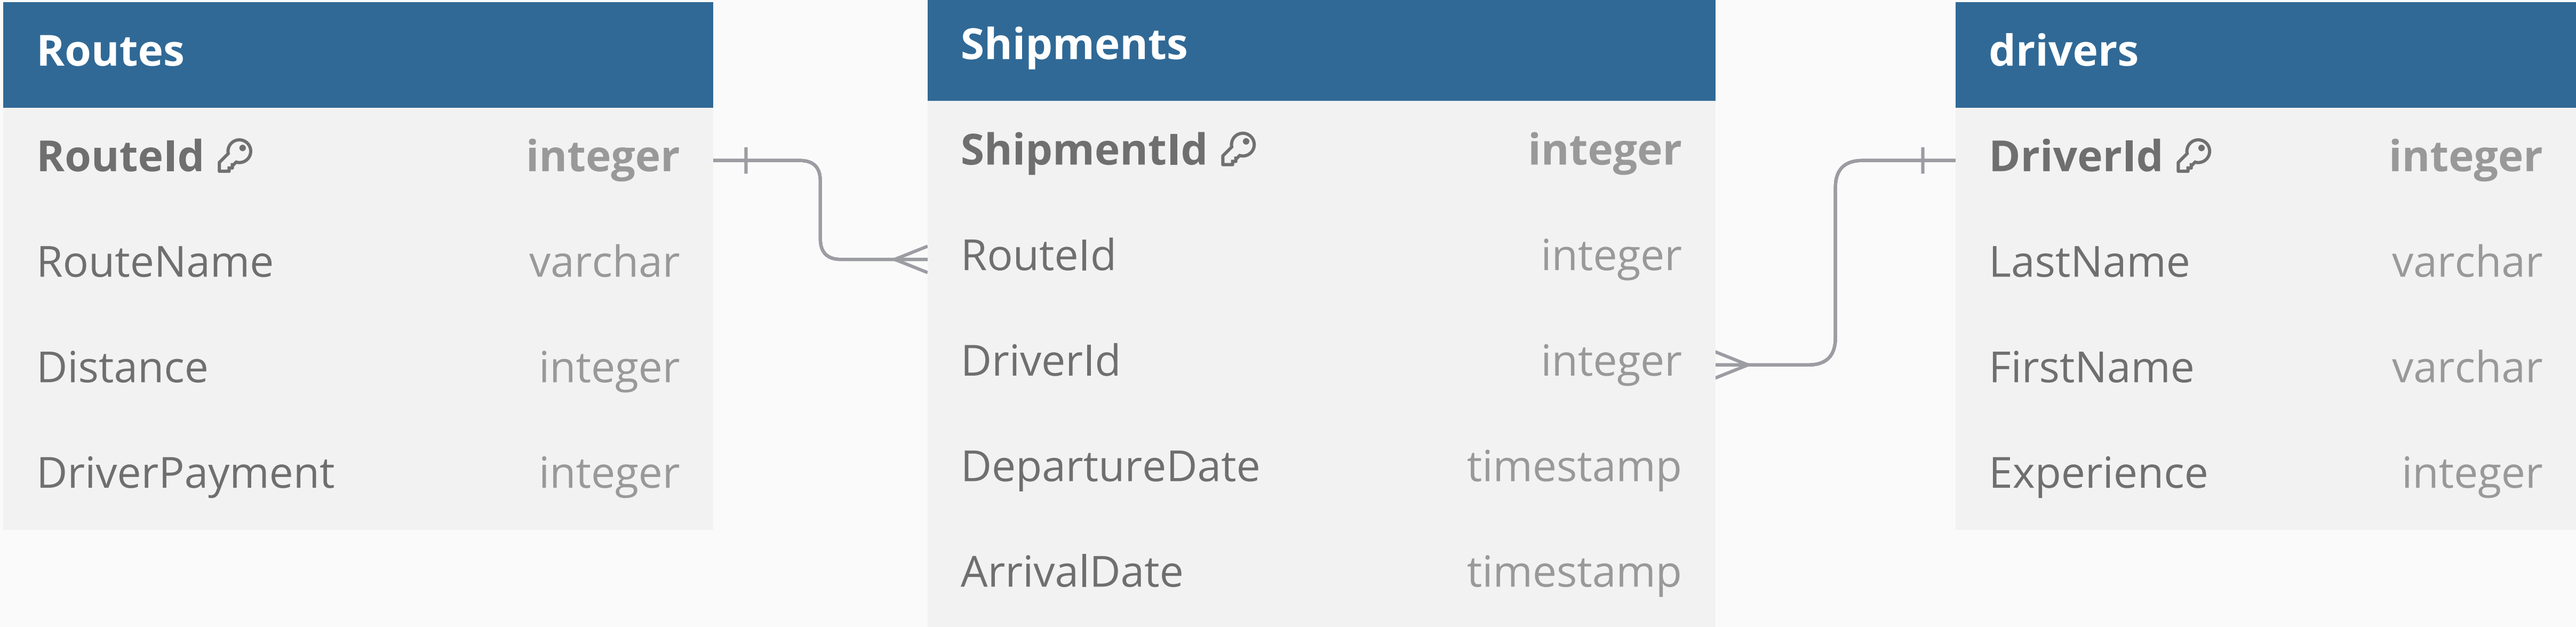 Routes
RouteId integer
RouteName varchar
Distance integer
DriverPayment integer
Shipments
ShipmentId integer
RouteId integer
DriverId integer
DepartureDate timestamp
ArrivalDate timestamp
drivers
DriverId integer
LastName varchar
FirstName varchar
Experience integer